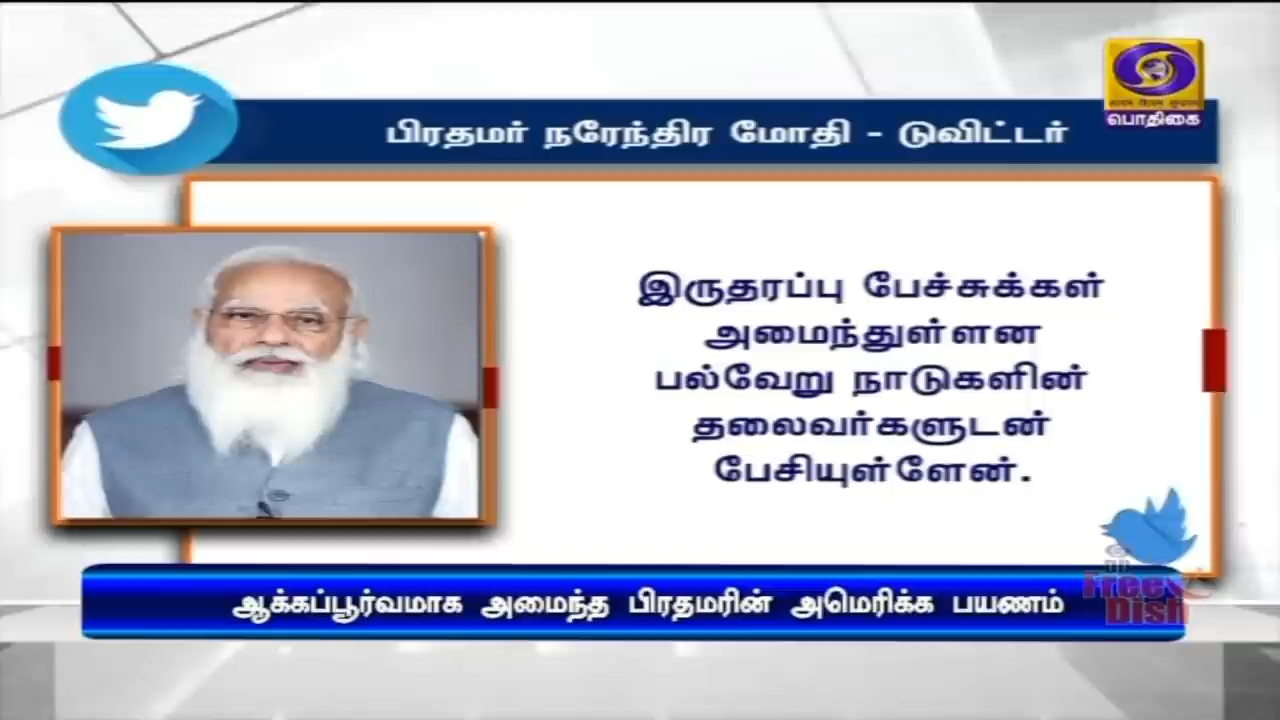 பிரதமர் நரேந்திர மோதி - டுவிட்டர்
பொதிகை
இருதரப்பு பேச்சுக்கள்
அமைந்துள்ளன
பல்வேறு நாடுகளின்
தலைவர்களுடன்
பேசியுள்ளேன்.
ஆக்கப்பூர்வமாக அமைந்த பிரதமரின் அமெரிக்க பயணம்
DD
Free
Dish